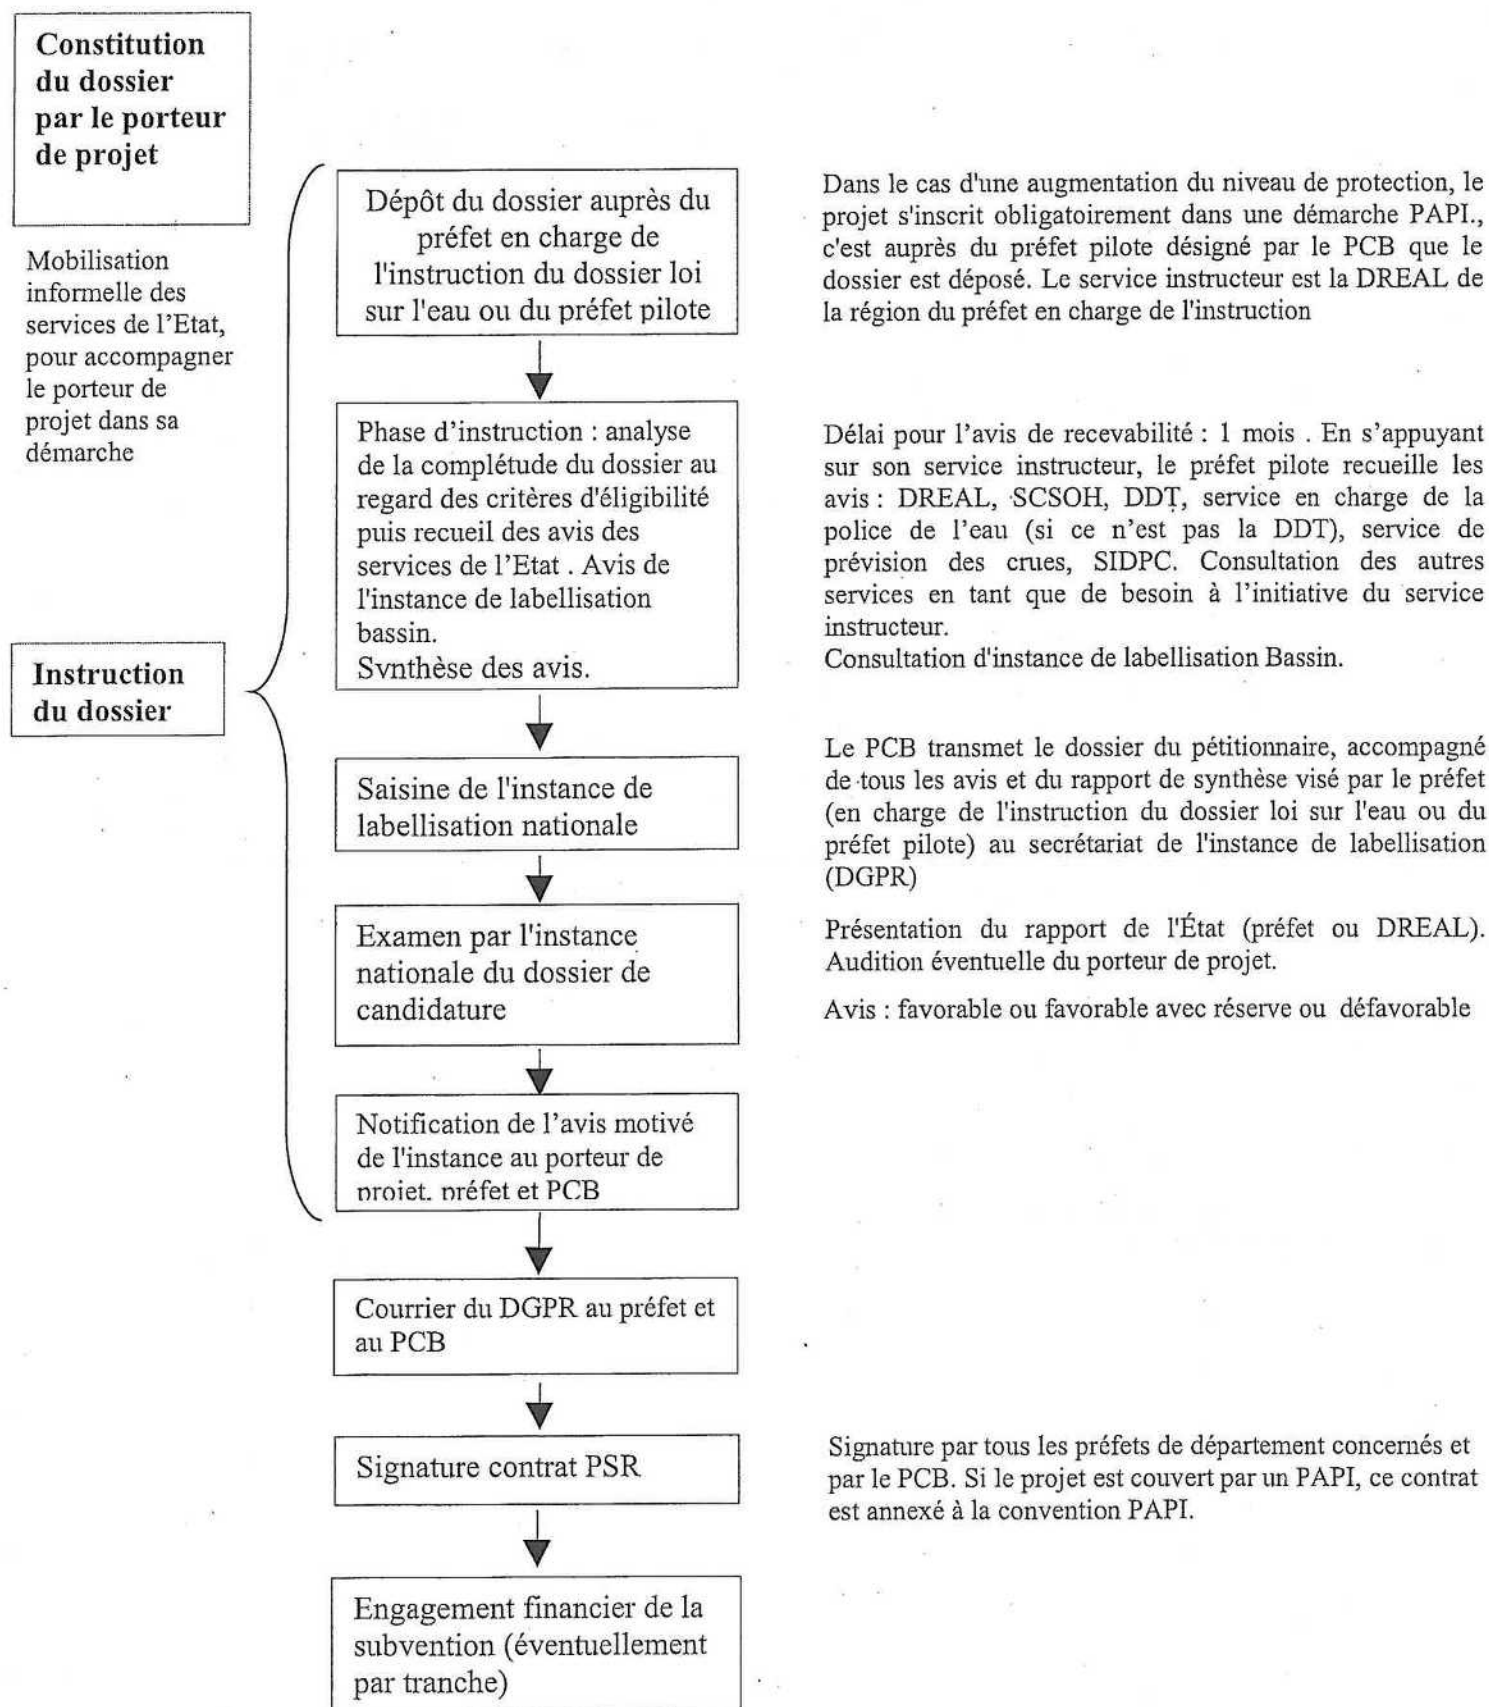 Constitution
du dossier
par le porteur
de projet
Mobilisation
informelle des
services de l'Etat,
pour accompagner
le porteur de
projet dans sa
démarche
Instruction
du dossier
Dépôt du dossier auprès du
préfet en charge de
l'instruction du dossier loi
sur l'eau ou du préfet pilote
Dans le cas d'une augmentation du niveau de protection, le
projet s'inscrit obligatoirement dans une démarche PAPI.,
c'est auprès du préfet pilote désigné par le PCB que le
dossier est déposé. Le service instructeur est la DREAL de
la région du préfet en charge de l'instruction
Phase d'instruction : analyse
de la complétude du dossier au
regard des critères d'éligibilité
puis recueil des avis des
services de l'Etat . Avis de
l'instance de labellisation
bassin.
Synthèse des avis.
Délai pour l'avis de recevabilité : 1 mois . En s'appuyant
sur son service instructeur, le préfet pilote recueille les
avis : DREAL, SCSOH, DDT, service en charge de la
police de l'eau (si ce n'est pas la DDT), service de
prévision des crues, SIDPC. Consultation des autres
services en tant que de besoin à l'initiative du service
instructeur.
Consultation d'instance de labellisation Bassin.
Saisine de l'instance de
labellisation nationale
Le PCB transmet le dossier du pétitionnaire, accompagné
de tous les avis et du rapport de synthèse visé par le préfet
(en charge de l'instruction du dossier loi sur l'eau ou du
préfet pilote) au secrétariat de l'instance de labellisation
(DGPR)
Examen par l'instance
nationale du dossier de
candidature
Présentation du rapport de l'État (préfet ou DREAL).
Audition éventuelle du porteur de projet.
Avis : favorable ou favorable avec réserve ou défavorable
Notification de l'avis motivé
de l'instance au porteur de
projet, préfet et PCB
Courrier du DGPR au préfet et
au PCB
Signature contrat PSR
Signature par tous les préfets de département concernés et
par le PCB. Si le projet est couvert par un PAPI, ce contrat
est annexé à la convention PAPI.
Engagement financier de la
subvention (éventuellement
par tranche)